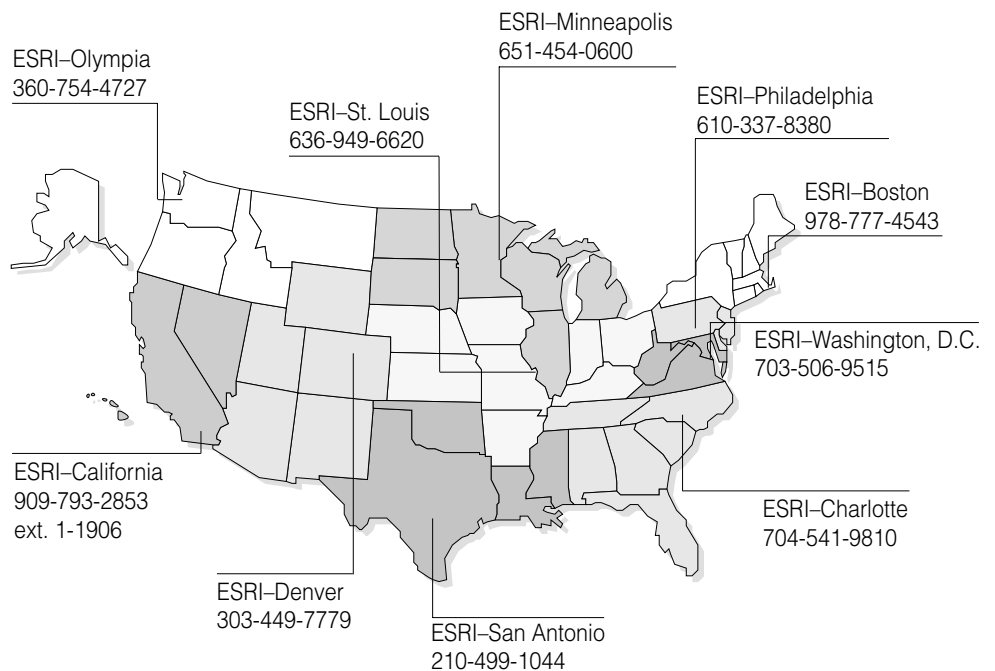 ESRI–Minneapolis
651-454-0600
ESRI–Olympia
360-754-4727
ESRI–St. Louis
636-949-6620
ESRI–Philadelphia
610-337-8380
ESRI–Boston
978-777-4543
ESRI–Washington, D.C.
703-506-9515
ESRI–California
909-793-2853
ext. 1-1906
ESRI–Charlotte
704-541-9810
ESRI–Denver
303-449-7779
ESRI–San Antonio
210-499-1044